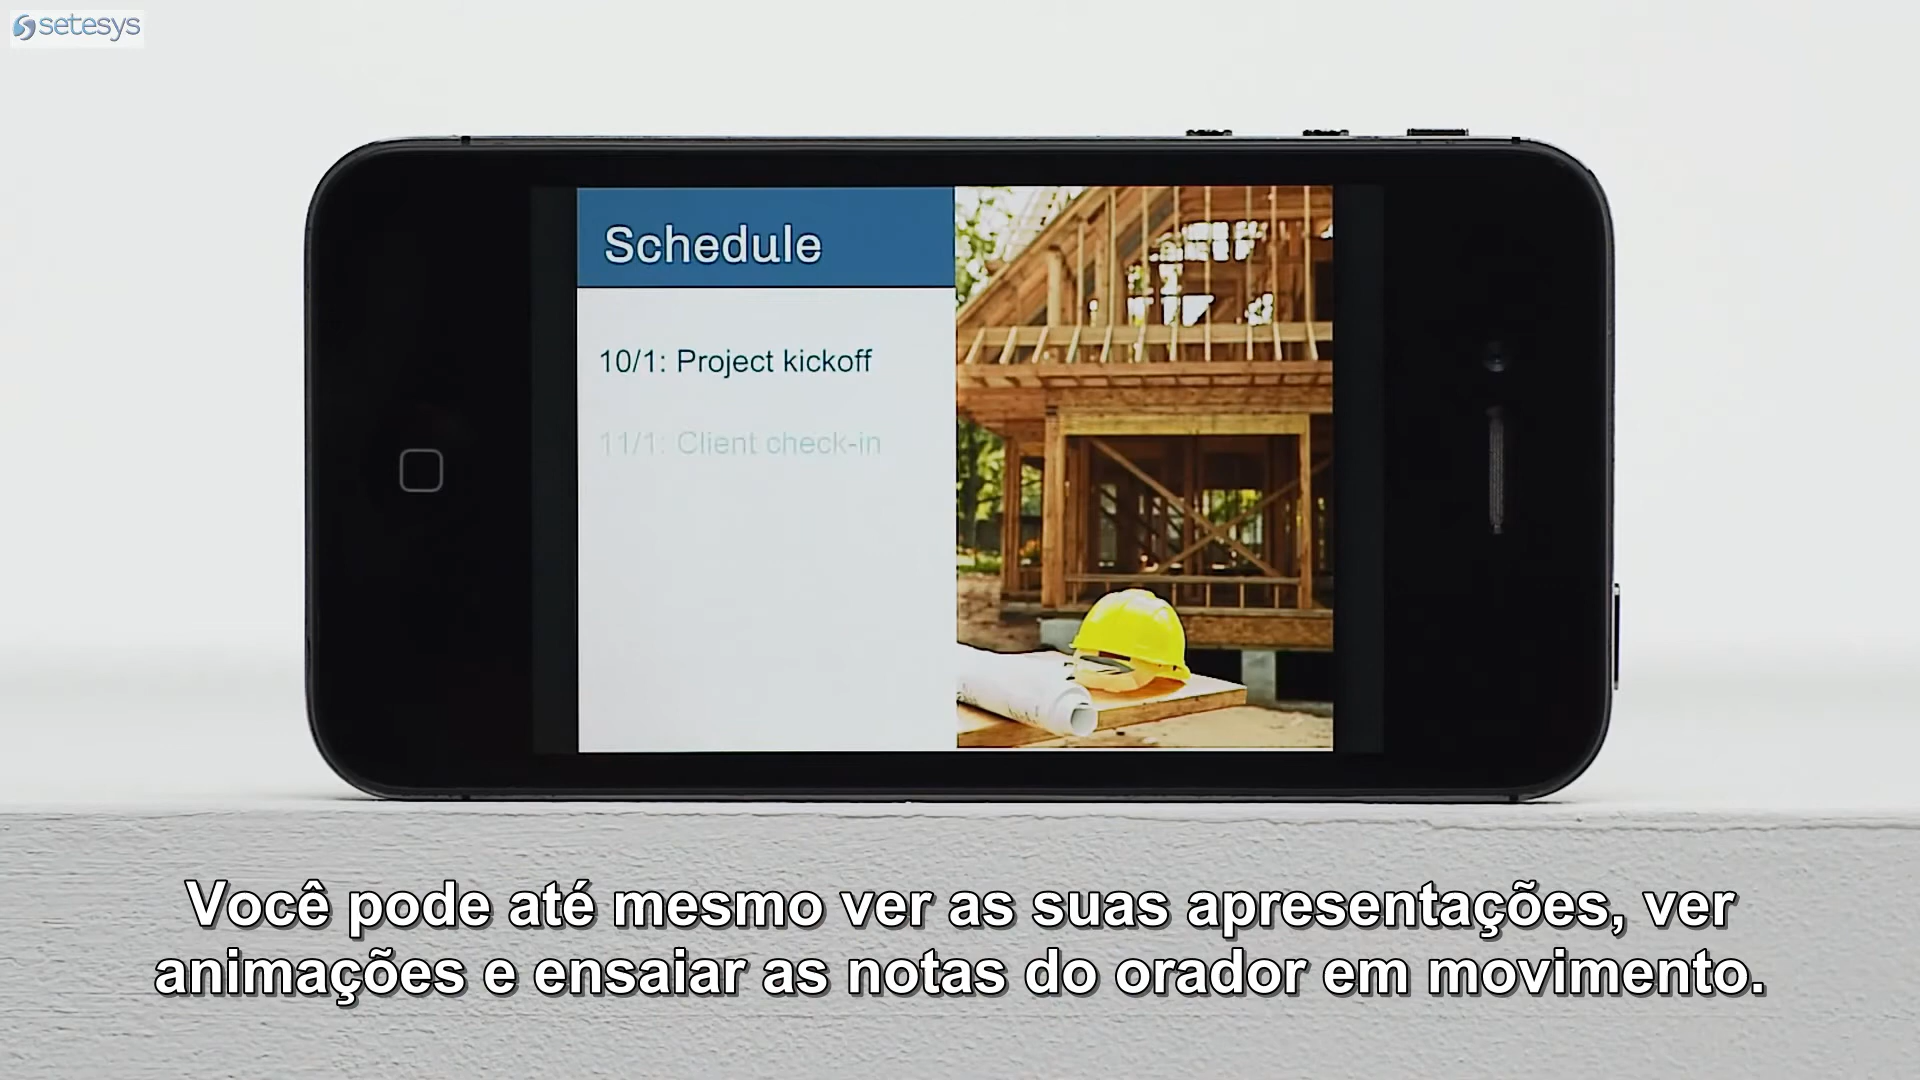 setesys
Schedule
10/1: Project kickoff
11/1: Client check-in
Você pode até mesmo ver as suas apresentações, ver
animações e ensaiar as notas do orador em movimento.